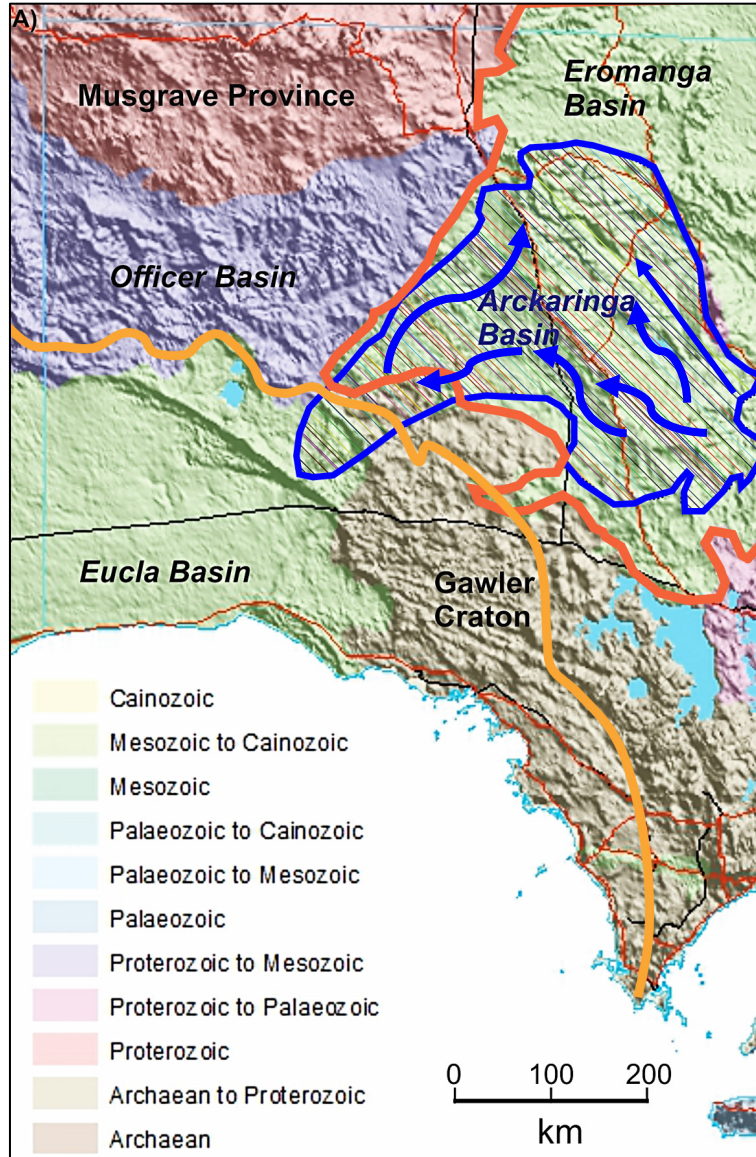 A)
Musgrave Province
Eromanga
Basin
Officer Basin
Arckaringa
Basin
Eucla Basin
Gawler
Craton
Cainozoic
Mesozoic to Cainozoic
Mesozoic
Palaeozoic to Cainozoic
Palaeozoic to Mesozoic
Palaeozoic
Proterozoic to Mesozoic
Proterozoic to Palaeozoic
Proterozoic
Archaean to Proterozoic
Archaean
0 100 200
km